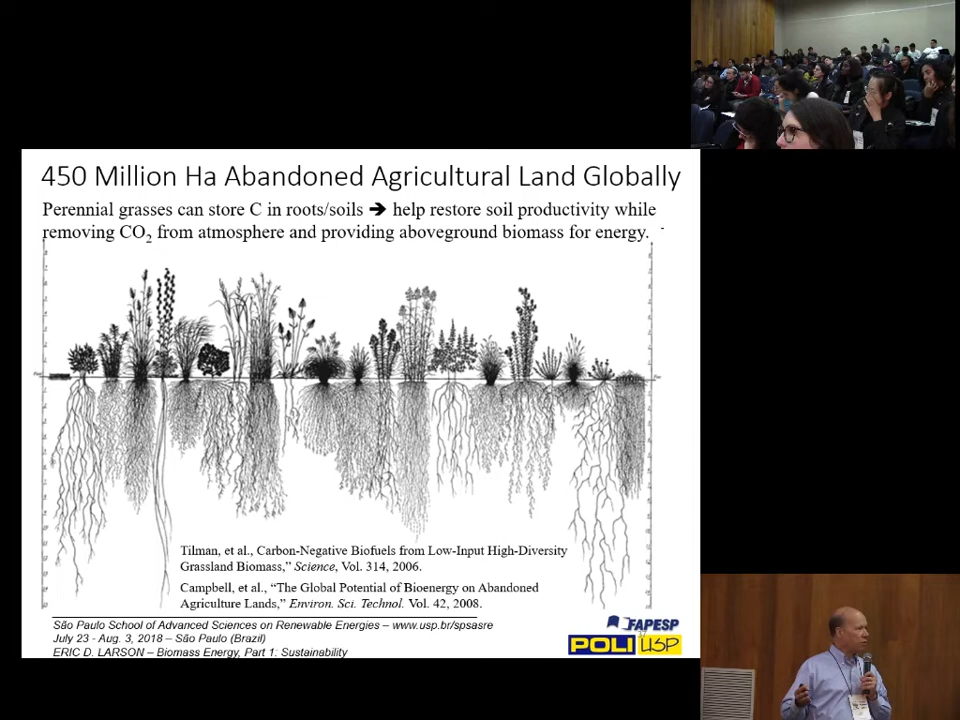 450 Million Ha Abandoned Agricultural Land Globally
Perennial grasses can store C in roots/soils → help restore soil productivity while
removing CO₂ from atmosphere and providing aboveground biomass for energy.
Tilman, et al., Carbon-Negative Biofuels from Low-Input High-Diversity
Grassland Biomass,” Science, Vol. 314, 2006.
Campbell, et al., “The Global Potential of Bioenergy on Abandoned
Agriculture Lands,” Environ. Sci. Technol. Vol. 42, 2008.
São Paulo School of Advanced Sciences on Renewable Energies – www.usp.br/spsasre
July 23 - Aug. 3, 2018 – São Paulo (Brazil)
ERIC D. LARSON – Biomass Energy, Part 1: Sustainability
FAPESP
POLI USP